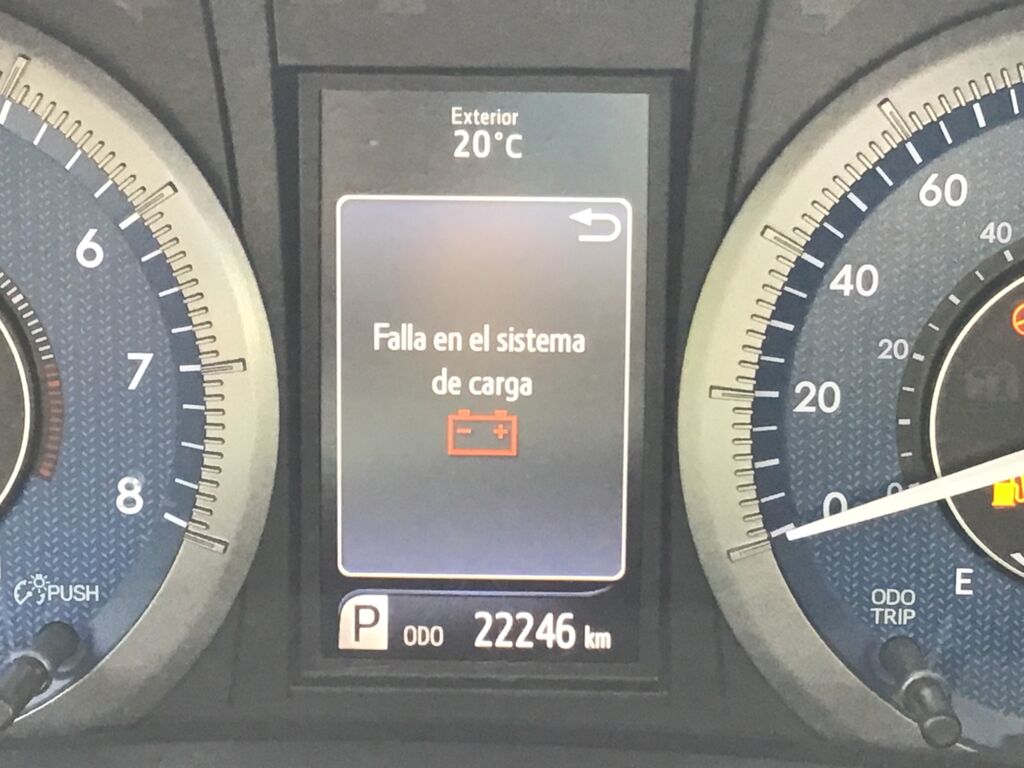 Exterior
20°C
Falla en el sistema
de carga
- +
P ODO 22246 km
6
7
8
PUSH
60
40
20
0
40
20
E
ODO
TRIP